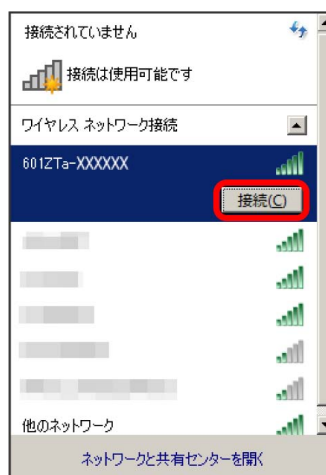 接続されていません
接続は使用可能です
ワイヤレス ネットワーク接続
601ZTa-XXXXXX
接続(C)
他のネットワーク
ネットワークと共有センターを開く